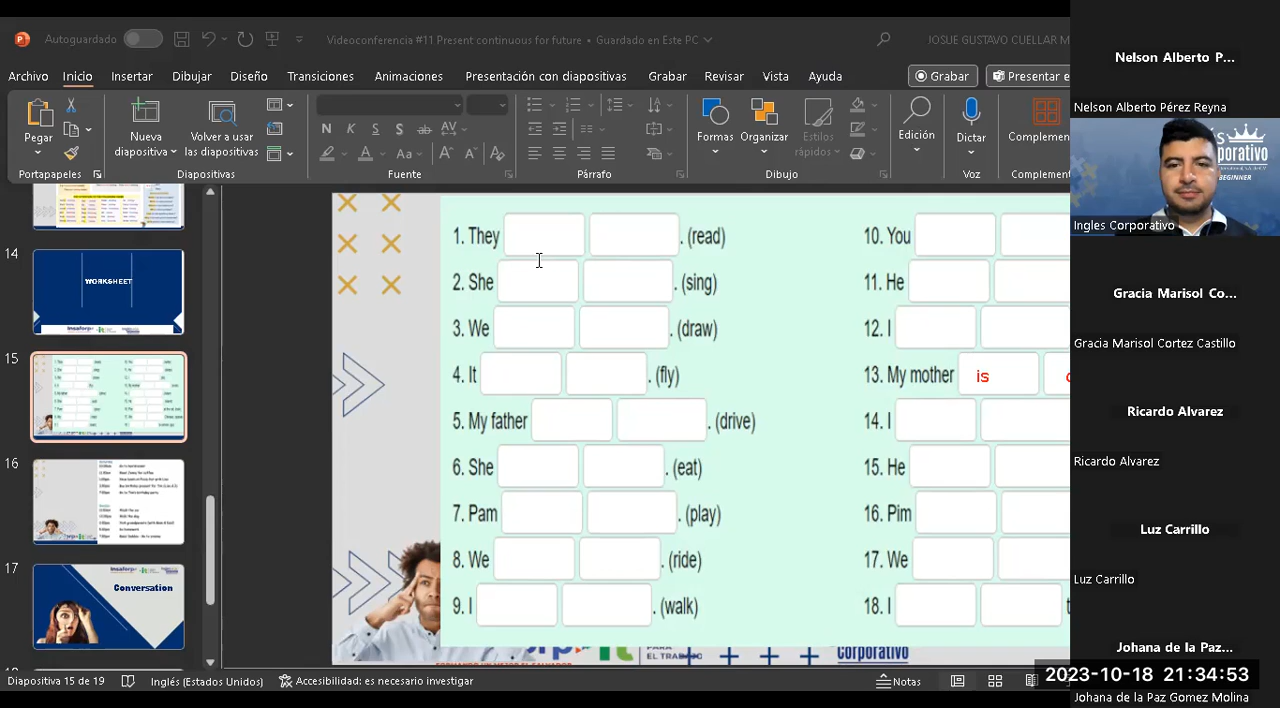 Autoguardado
Videoconferencia #11 Present continuous for future • Guardado en Este PC
JOSUE GUSTAVO CUELLAR M
Archivo Inicio Insertar Dibujar Diseño Transiciones Animaciones Presentación con diapositivas Grabar Revisar Vista Ayuda
Grabar
Presentar e
Pegar
Nueva diapositiva
Volver a usar las diapositivas
Formas
Organizar
Estilos rápidos
Edición
Dictar
Complemen
Portapapeles
Diapositivas
Fuente
Párrafo
Dibujo
Voz
Complement
14
WORKSHEET
15
16
17
Conversation
1. They . (read)
2. She . (sing)
3. We . (draw)
4. It . (fly)
5. My father . (drive)
6. She . (eat)
7. Pam . (play)
8. We . (ride)
9. I . (walk)
10. You
11. He
12. I
13. My mother is
14. I
15. He
16. Pim
17. We
18. I
PARA
EL TRABAJO
corporativo
Diapositiva 15 de 19
Inglés (Estados Unidos)
Accesibilidad: es necesario investigar
Notas
Nelson Alberto P...
Nelson Alberto Pérez Reyna
BEGINNER
Ingles Corporativo
Gracia Marisol Co...
Gracia Marisol Cortez Castillo
Ricardo Alvarez
Ricardo Alvarez
Luz Carrillo
Luz Carrillo
Johana de la Paz...
2023-10-18 21:34:53
Johana de la Paz Gomez Molina